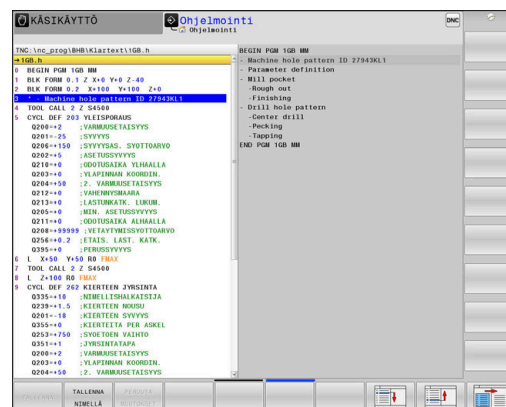 KÄSIKÄYTTÖ
Ohjelmointi
Ohjelmointi
DNC
TNC:\nc_prog\BHB\Klartext\1GB.h
→1GB.h
0 BEGIN PGM 1GB MM
1 BLK FORM 0.1 Z X+0 Y+0 Z-40
2 BLK FORM 0.2 X+100 Y+100 Z+0
3 * - Machine hole pattern ID 27943KL1
4 TOOL CALL 2 Z S4500
5 CYCL DEF 203 YLEISPORAUS
Q200=+2 ;VARMUUSETAISYYS
Q201=-25 ;SYVYYS
Q206=+150 ;SYVYYSAS. SYOTTOARVO
Q202=+5 ;ASETUSSYVYYS
Q210=+0 ;ODOTUSAIKA YLHAALLA
Q203=+0 ;YLAPINNAN KOORDIN.
Q204=+50 ;2. VARMUUSETAISYYS
Q212=+0 ;VAHENNYSMAARA
Q213=+0 ;LASTUNKATK. LUKUM.
Q205=+0 ;MIN. ASETUSSYVYYS
Q211=+0 ;ODOTUSAIKA ALHAALLA
Q208=+99999 ;VETAYTYMISSYOTTOARVO
Q256=+0.2 ;ETAIS. LAST. KATK.
Q395=+0 ;PERUSSYVYYS
6 L X+50 Y+50 R0 FMAX
7 TOOL CALL 2 Z S4500
8 L Z+100 R0 FMAX
9 CYCL DEF 262 KIERTEEN JYRSINTA
Q335=+10 ;NIMELLISHALKAISIJA
Q239=+1.5 ;KIERTEEN NOUSU
Q201=-18 ;KIERTEEN SYVYYS
Q355=+0 ;KIERTEITA PER ASKEL
Q253=+750 ;SYOETOEN VAIHTO
Q351=+1 ;JYRSINTATAPA
Q200=+2 ;VARMUUSETAISYYS
Q203=+0 ;YLAPINNAN KOORDIN.
Q204=+50 ;2. VARMUUSETAISYYS
BEGIN PGM 1GB MM
- Machine hole pattern ID 27943KL1
- Parameter definition
- Mill pocket
-Rough out
-Finishing
- Drill hole pattern
-Center drill
-Pecking
-Tapping
END PGM 1GB MM
TALLENNA
TALLENNA
NIMELLÄ
PERUUTA
MUUTOKSET